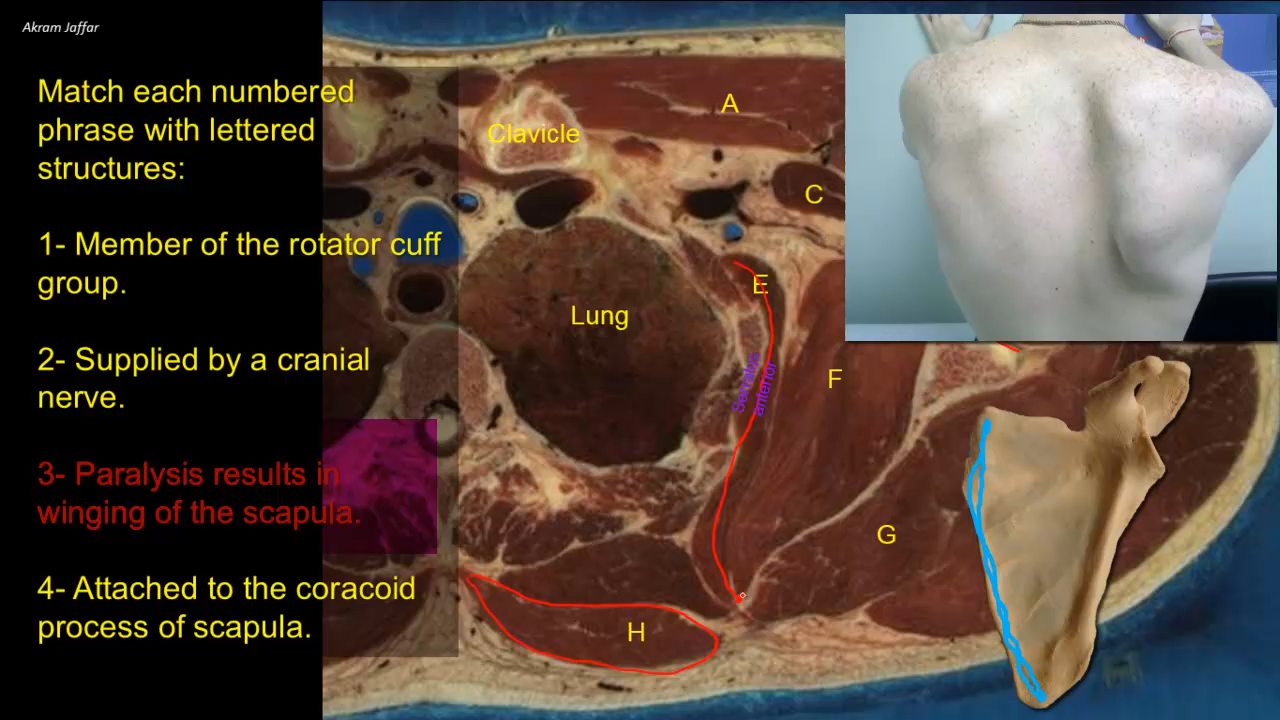 Akram Jaffar
Match each numbered
phrase with lettered
structures:
1- Member of the rotator cuff
group.
2- Supplied by a cranial
nerve.
3- Paralysis results in
winging of the scapula.
4- Attached to the coracoid
process of scapula.
Clavicle
A
C
E
Lung
Serratus
anterior
F
G
H